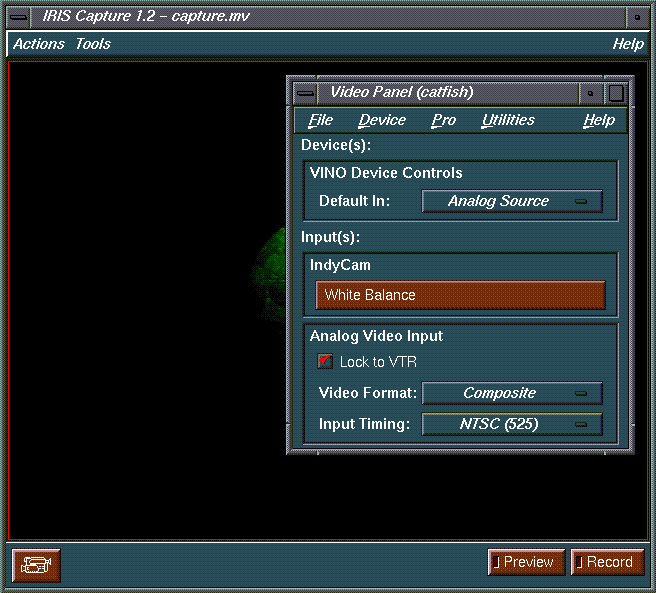 IRIS Capture 1.2 – capture.mv
Actions Tools Help
Video Panel (catfish)
File Device Pro Utilities Help
Device(s):
VINO Device Controls
Default In: Analog Source
Input(s):
IndyCam
White Balance
Analog Video Input
Lock to VTR
Video Format: Composite
Input Timing: NTSC (525)
Preview Record